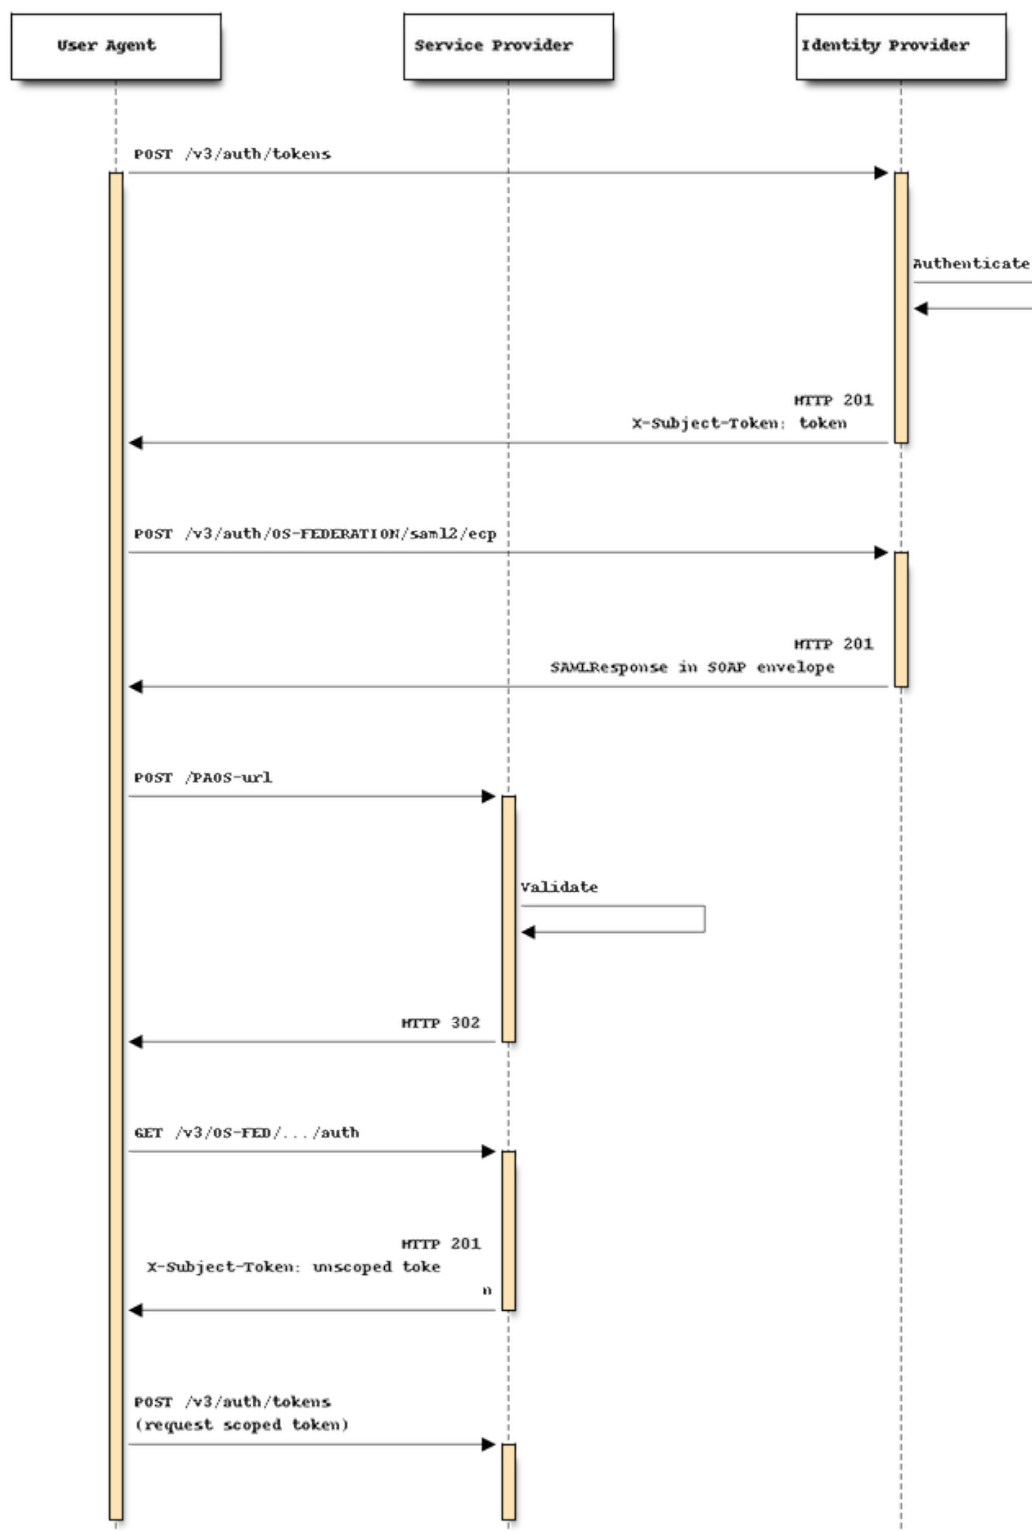 User Agent
Service Provider
Identity Provider
POST /v3/auth/tokens
Authenticate
HTTP 201
X-Subject-Token: token
POST /v3/auth/OS-FEDERATION/saml2/ecp
HTTP 201
SAMLResponse in SOAP envelope
POST /PAOS-url
Validate
HTTP 302
GET /v3/OS-FED/.../auth
HTTP 201
X-Subject-Token: unscoped toke
n
POST /v3/auth/tokens
(request scoped token)